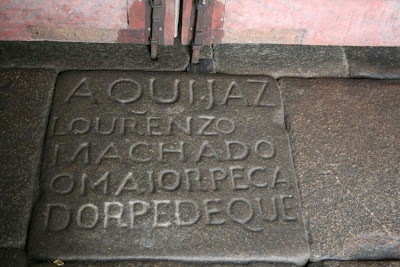 AQUIJAZ
LOURENZO
MACHADO
OMAIORPECA
DORPEDEQUE